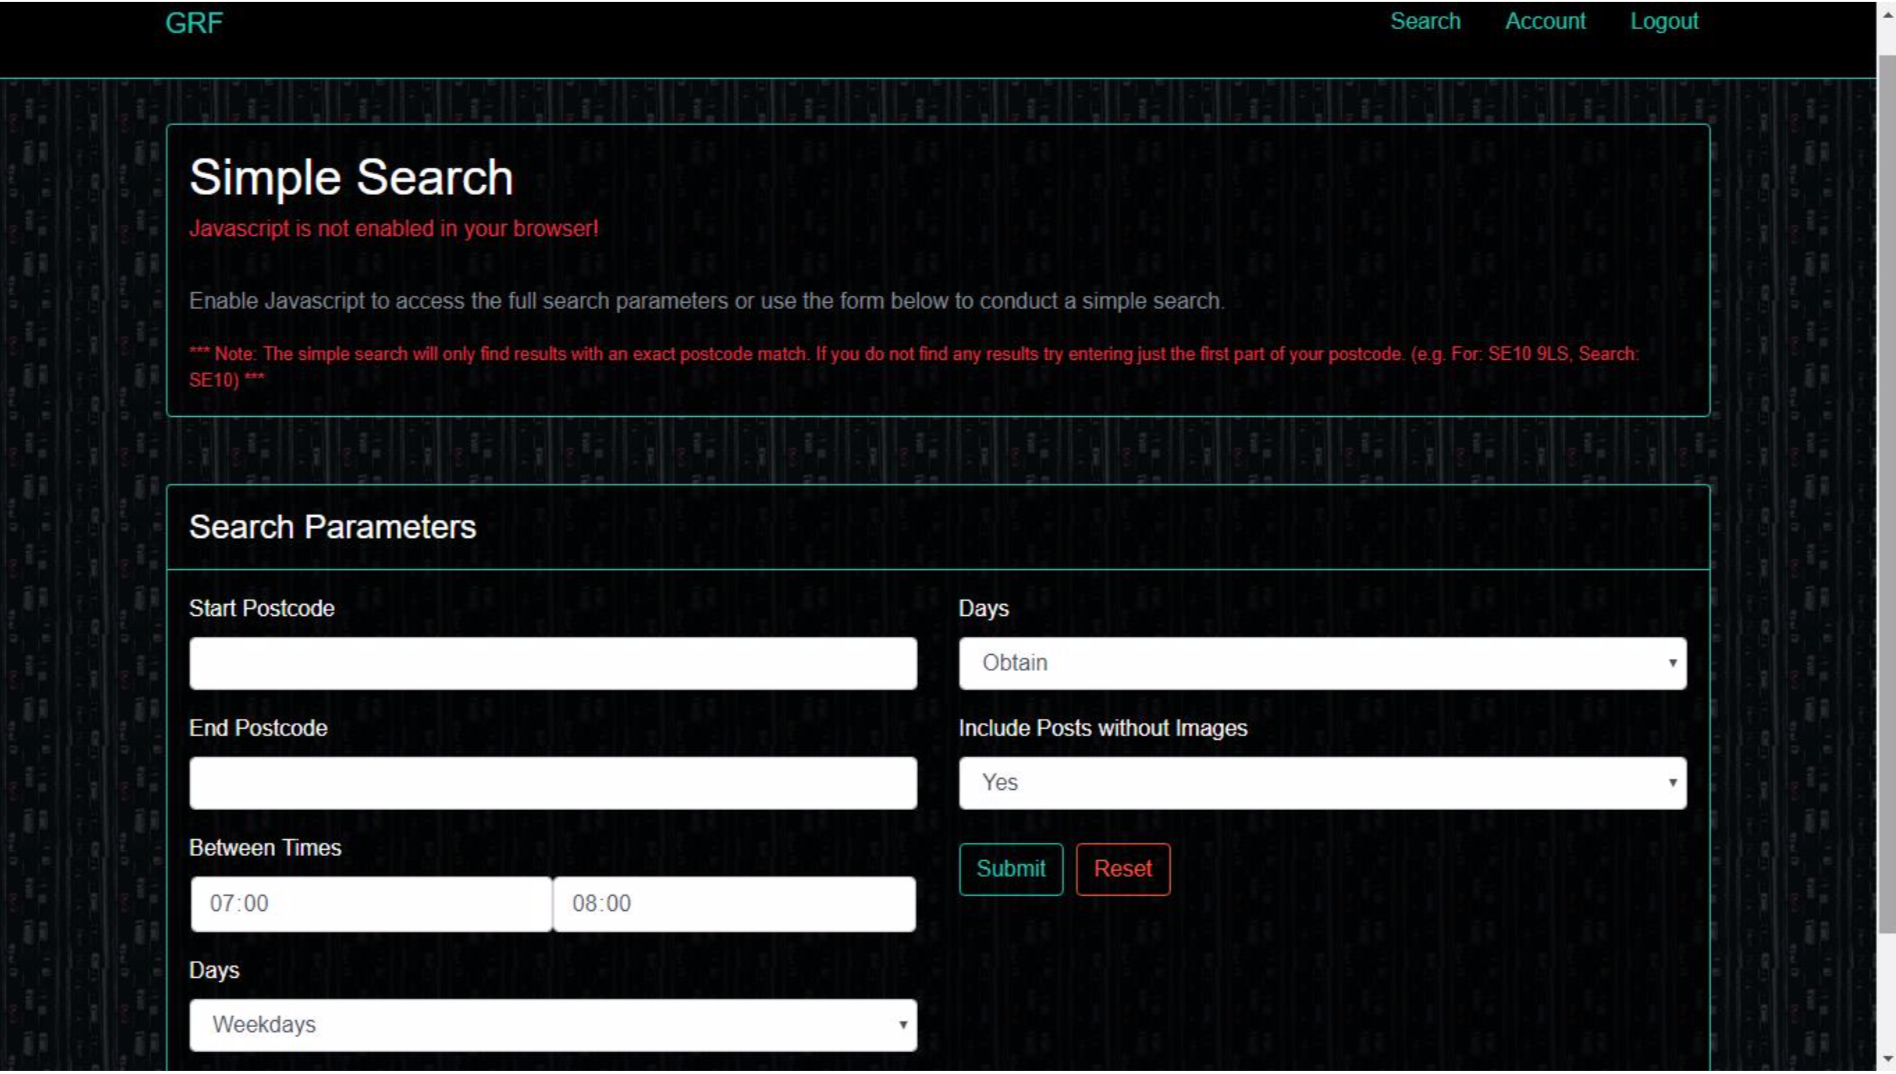 GRF
Search Account Logout
Simple Search
Javascript is not enabled in your browser!
Enable Javascript to access the full search parameters or use the form below to conduct a simple search.
*** Note: The simple search will only find results with an exact postcode match. If you do not find any results try entering just the first part of your postcode. (e.g. For: SE10 9LS, Search:
SE10) ***
Search Parameters
Start Postcode
End Postcode
Between Times
07:00 08:00
Days
Weekdays
Days
Obtain
Include Posts without Images
Yes
Submit Reset